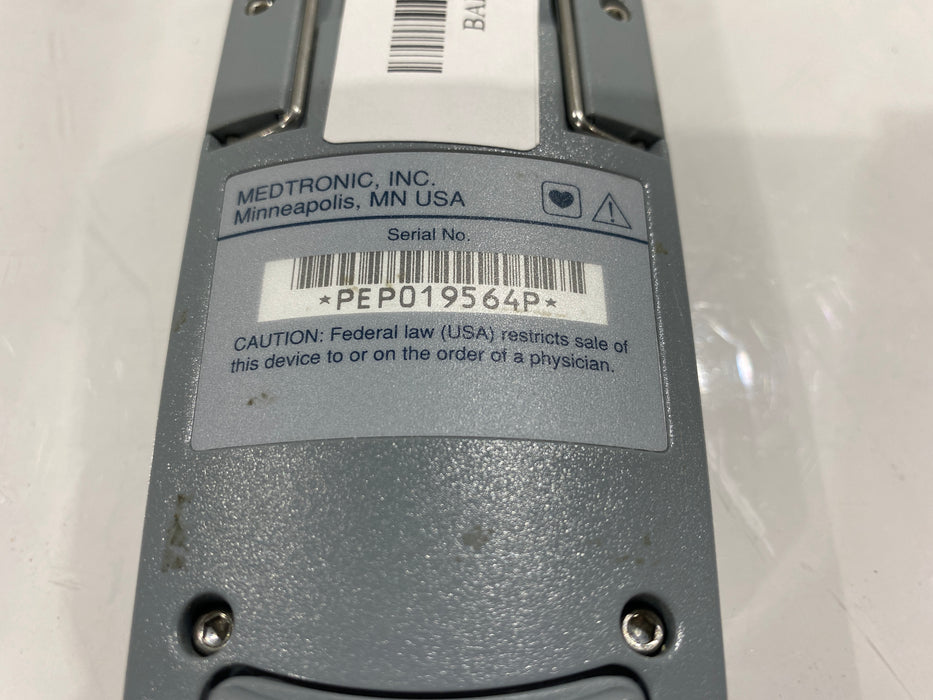 MEDTRONIC, INC.
Minneapolis, MN USA
Serial No.
*PEP019564P*
CAUTION: Federal law (USA) restricts sale of
this device to or on the order of a physician.